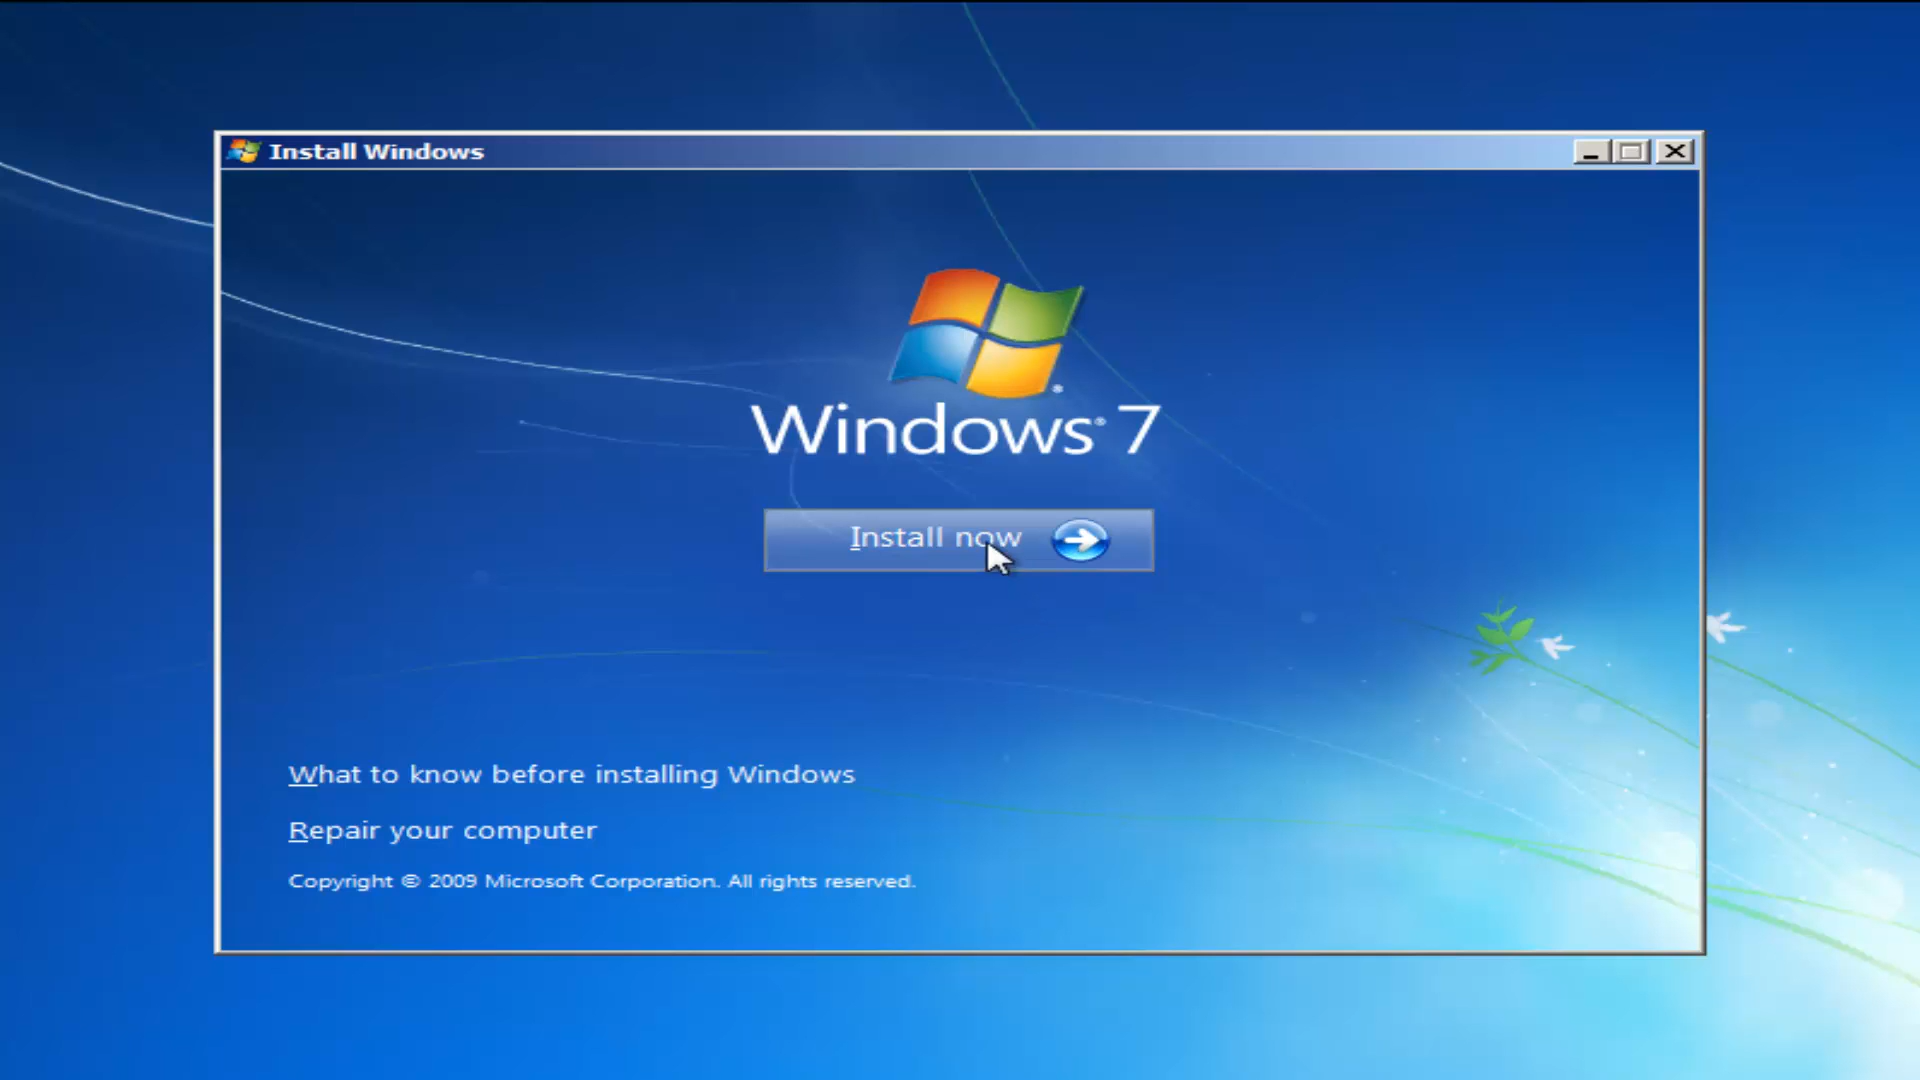 Install Windows
Windows® 7
Install now
What to know before installing Windows
Repair your computer
Copyright © 2009 Microsoft Corporation. All rights reserved.